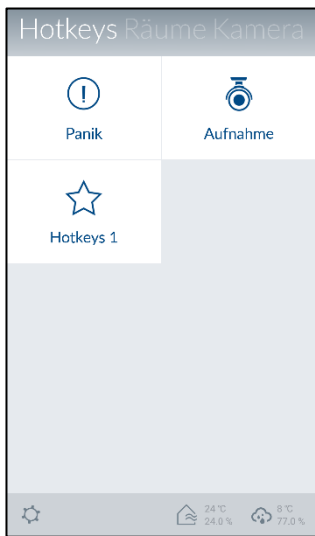 Hotkeys Räume Kamera
Panik
Aufnahme
Hotkeys 1
24 °C
24.0 %
8 °C
77.0 %